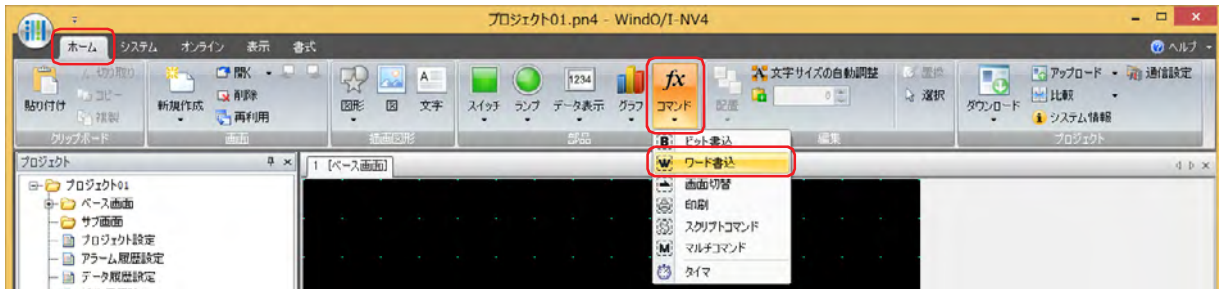 プロジェクト01.pn4 - WindO/I-NV4
ホーム システム オンライン 表示 書式 ヘルプ
貼り付け 切り取り コピー 複製 クリップボード
新規作成 開く 削除 再利用 画面
図形 図 A 文字 描画図形
スイッチ ランプ 1234 データ表示 グラフ fx コマンド 部品
配置 文字サイズの自動調整 0 置換 選択 編集
ダウンロード アップロード 比較 システム情報 通信設定 プロジェクト
プロジェクト
プロジェクト01
ベース画面
サブ画面
プロジェクト設定
アラーム履歴設定
データ履歴設定
1 [ベース画面]
B ビット書込
W ワード書込
画面切替
印刷
スクリプトコマンド
M マルチコマンド
タイマ